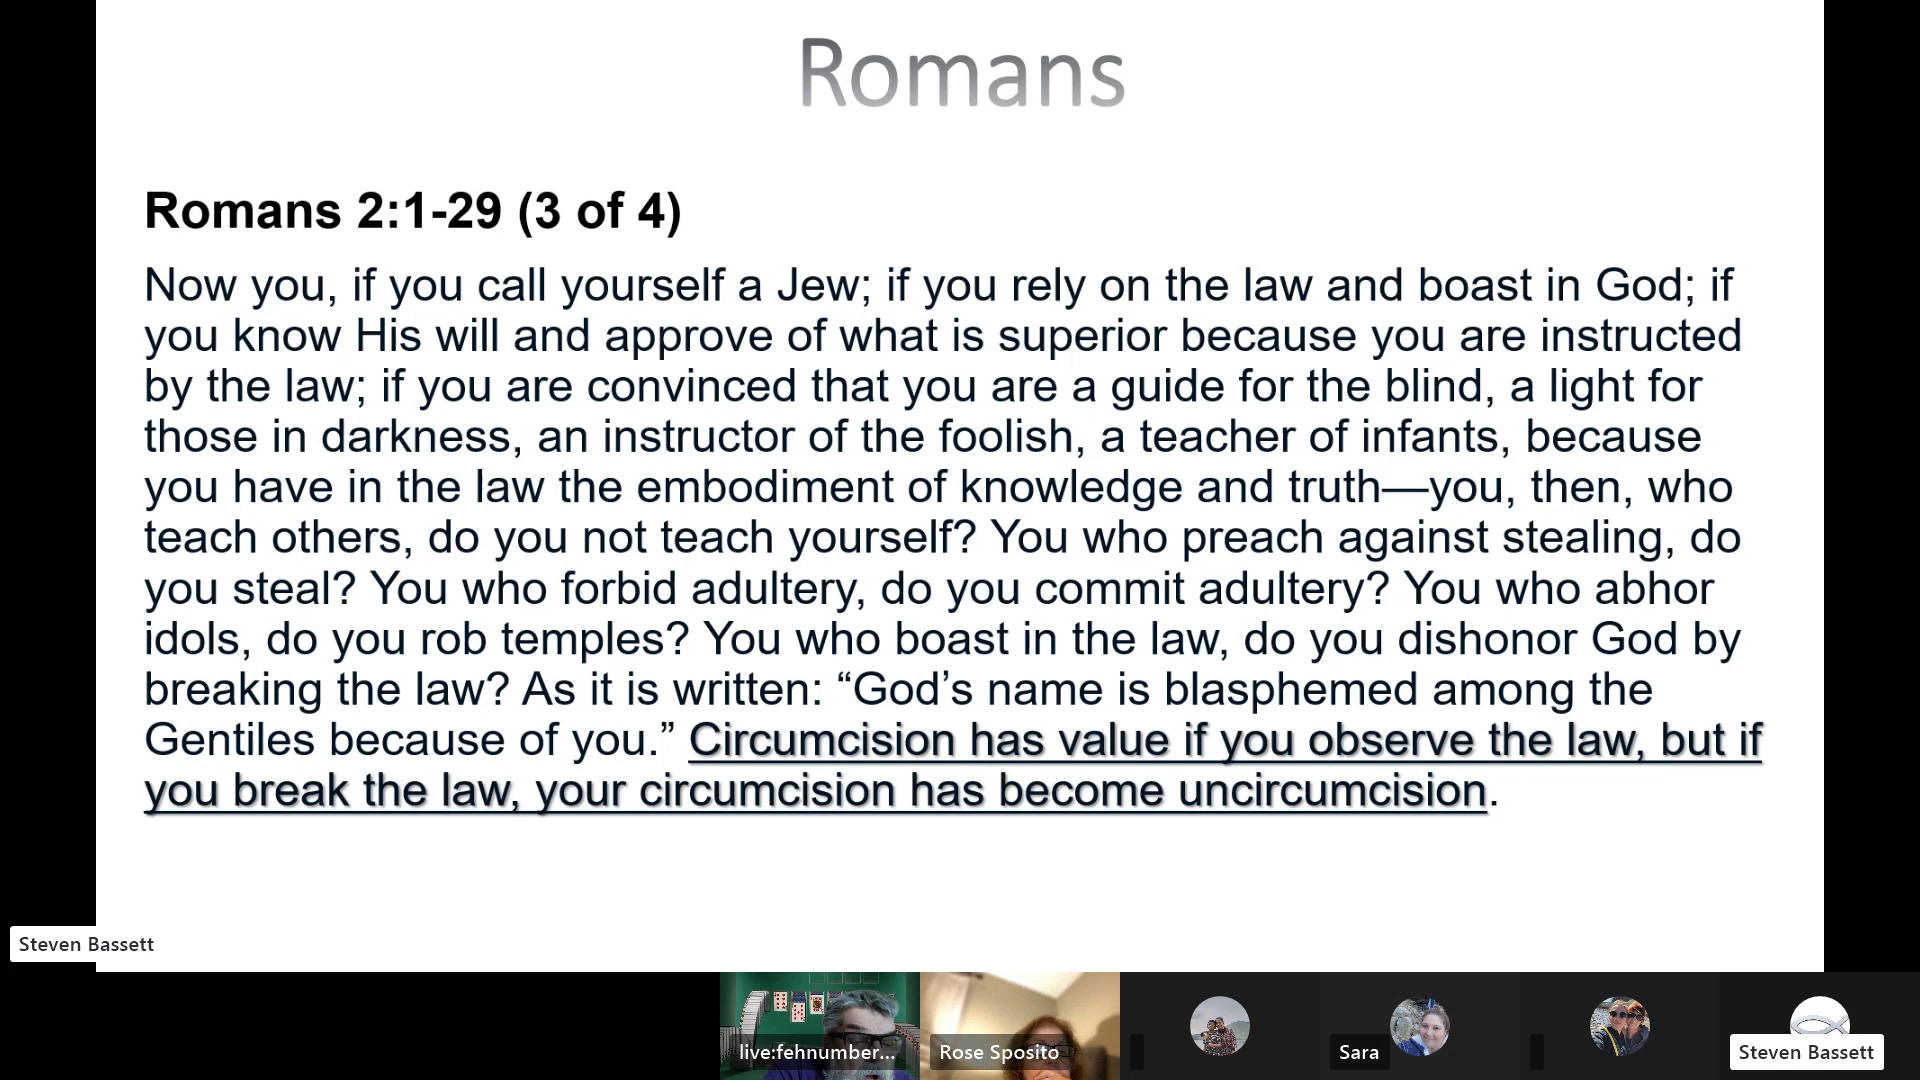 Romans
Romans 2:1-29 (3 of 4)
Now you, if you call yourself a Jew; if you rely on the law and boast in God; if
you know His will and approve of what is superior because you are instructed
by the law; if you are convinced that you are a guide for the blind, a light for
those in darkness, an instructor of the foolish, a teacher of infants, because
you have in the law the embodiment of knowledge and truth—you, then, who
teach others, do you not teach yourself? You who preach against stealing, do
you steal? You who forbid adultery, do you commit adultery? You who abhor
idols, do you rob temples? You who boast in the law, do you dishonor God by
breaking the law? As it is written: “God’s name is blasphemed among the
Gentiles because of you.” Circumcision has value if you observe the law, but if
you break the law, your circumcision has become uncircumcision.
Steven Bassett
live:fehnumber...
Rose Sposito
Sara
Steven Bassett